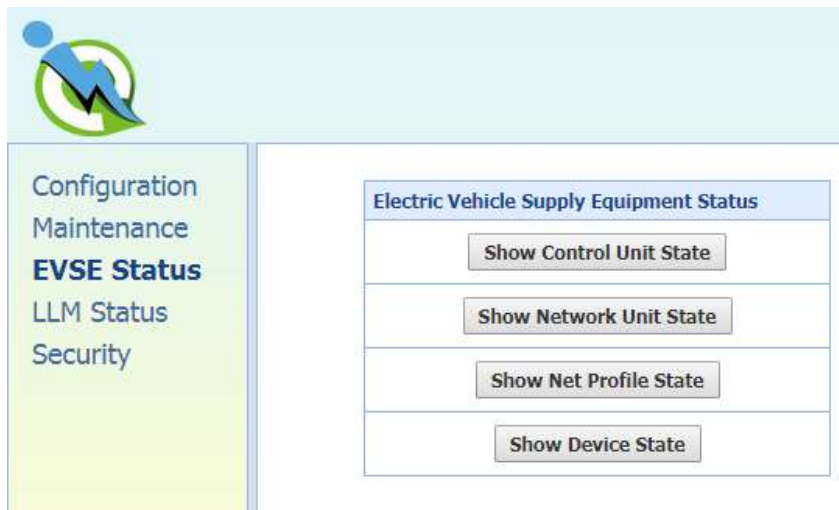 Configuration
Maintenance
EVSE Status
LLM Status
Security
Electric Vehicle Supply Equipment Status
Show Control Unit State
Show Network Unit State
Show Net Profile State
Show Device State